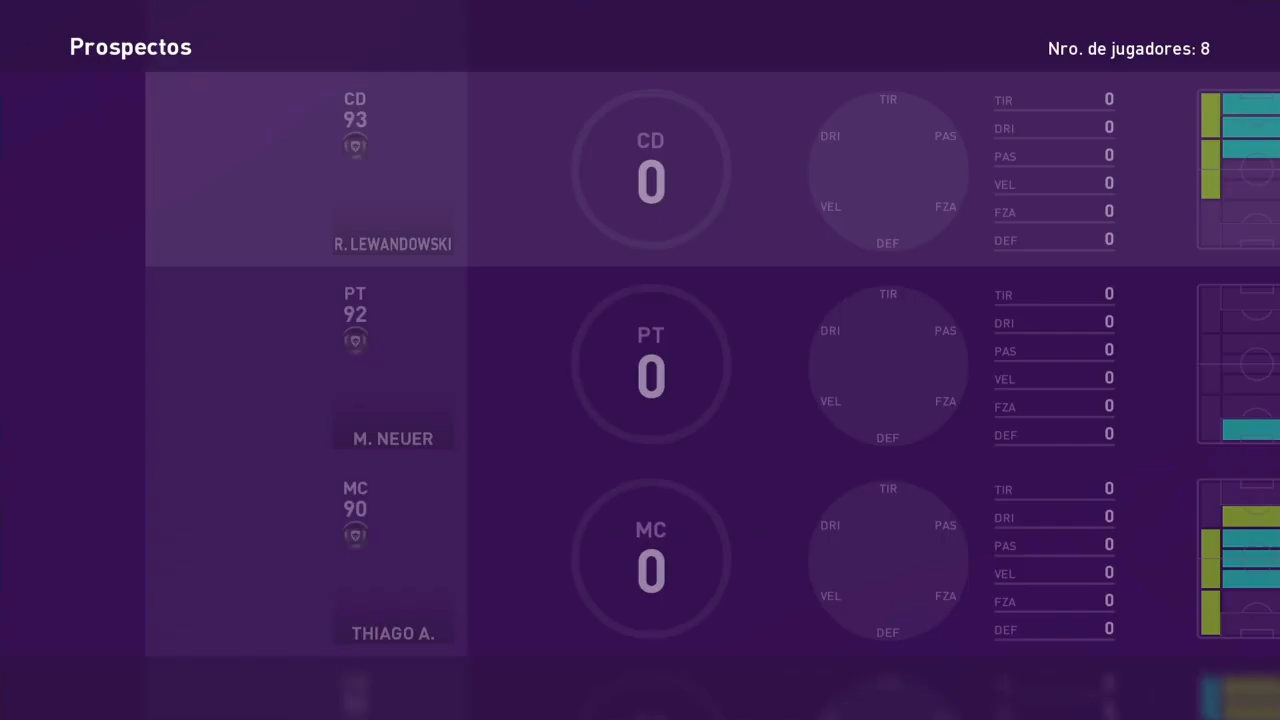 Prospectos
Nro. de jugadores: 8
CD
93
R. LEWANDOWSKI
CD
0
TIR
DRI
PAS
VEL
FZA
DEF
TIR 0
DRI 0
PAS 0
VEL 0
FZA 0
DEF 0
PT
92
M. NEUER
PT
0
TIR
DRI
PAS
VEL
FZA
DEF
TIR 0
DRI 0
PAS 0
VEL 0
FZA 0
DEF 0
MC
90
THIAGO A.
MC
0
TIR
DRI
PAS
VEL
FZA
DEF
TIR 0
DRI 0
PAS 0
VEL 0
FZA 0
DEF 0